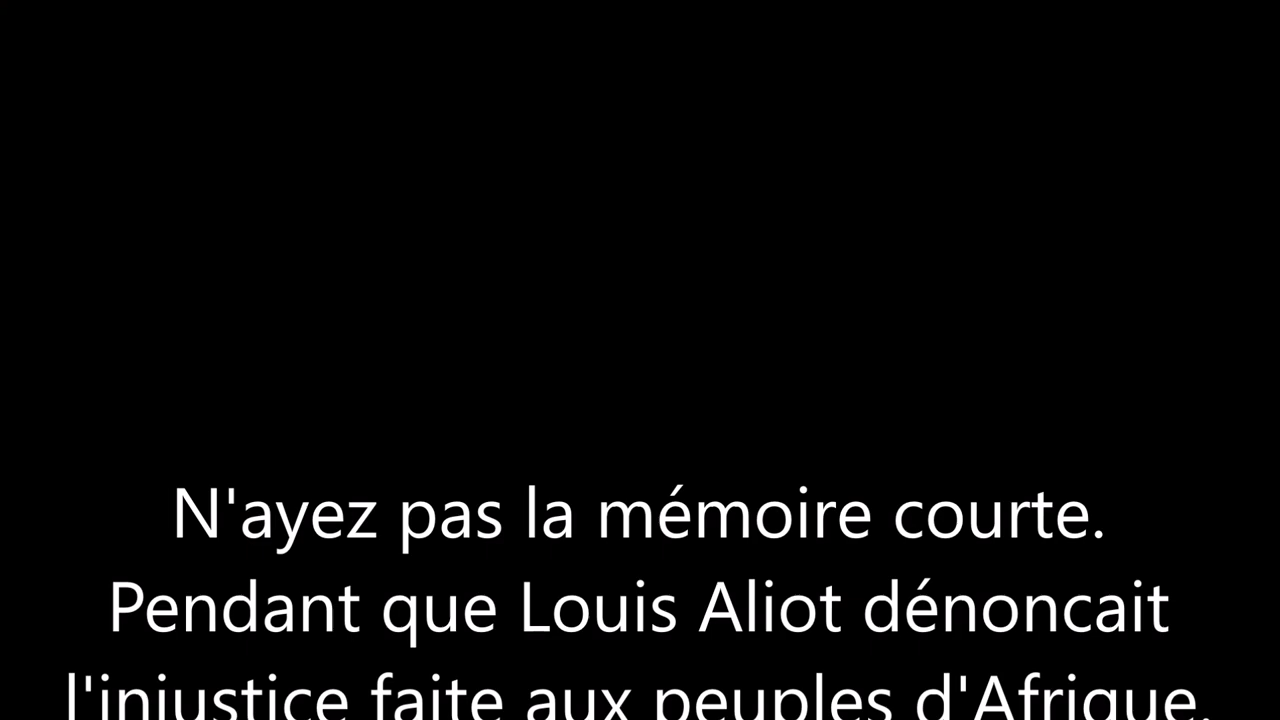 N'ayez pas la mémoire courte.
Pendant que Louis Aliot dénoncait
l'injustice faite aux peuples d'Afrique,